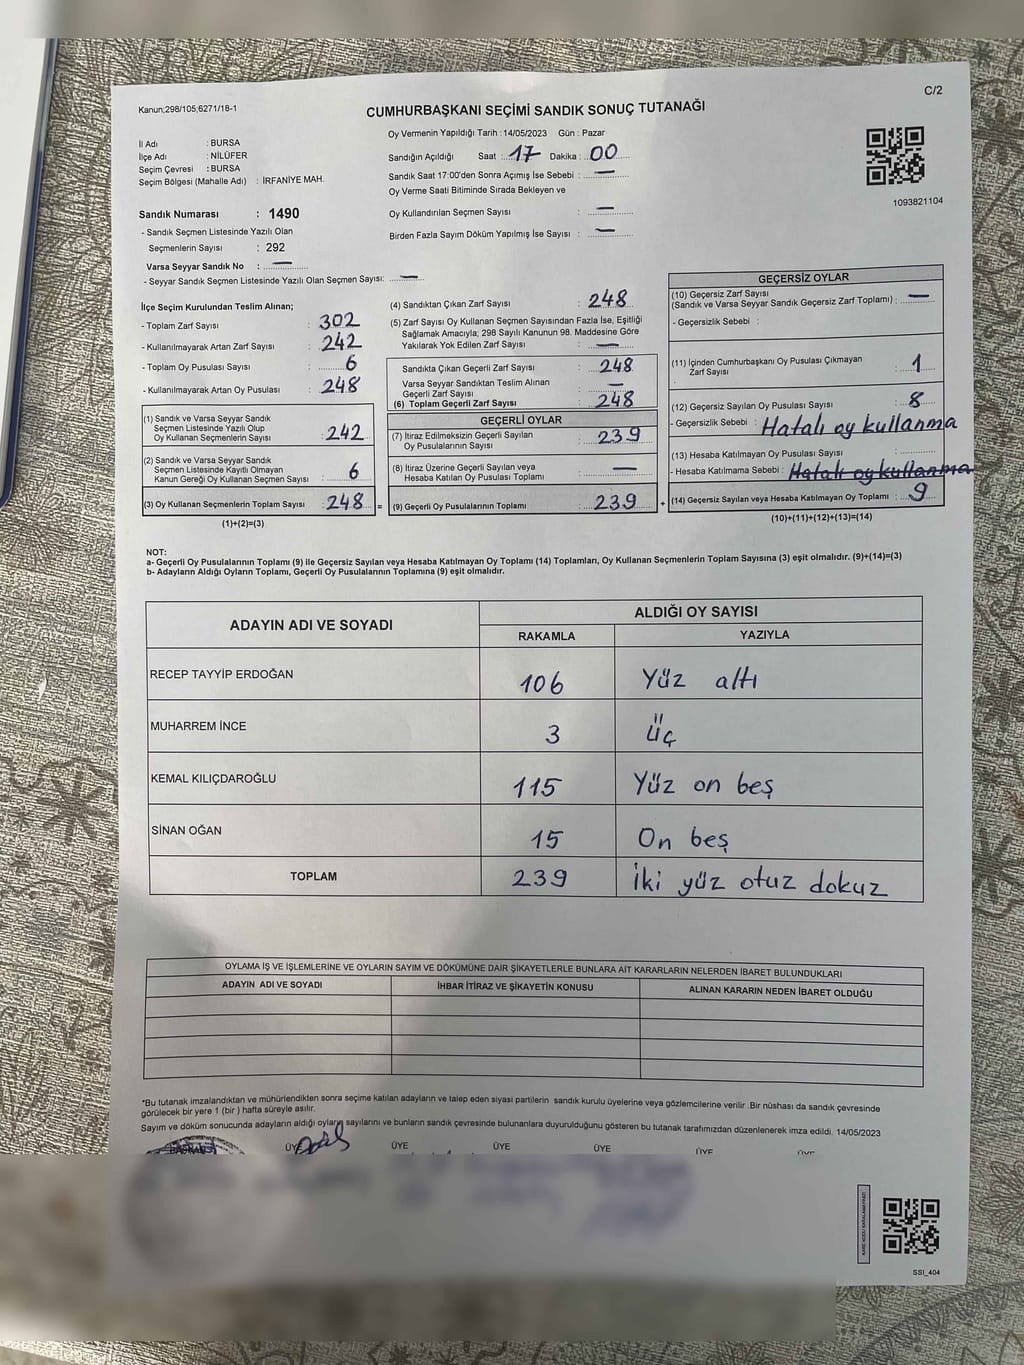 C/2
Kanun;298/105,6271/18-1
CUMHURBAŞKANI SEÇİMİ SANDIK SONUÇ TUTANAĞI
İl Adı : BURSA
İlçe Adı : NİLÜFER
Seçim Çevresi : BURSA
Seçim Bölgesi (Mahalle Adı) : İRFANİYE MAH.
Oy Vermenin Yapıldığı Tarih : 14/05/2023 Gün : Pazar
Sandığın Açıldığı Saat : 17 Dakika : 00
Sandık Saat 17:00'den Sonra Açımış İse Sebebi : —
Oy Verme Saati Bitiminde Sırada Bekleyen ve
Oy Kullandırılan Seçmen Sayısı : —
Birden Fazla Sayım Döküm Yapılmış İse Sayısı : —
1093821104
Sandık Numarası : 1490
- Sandık Seçmen Listesinde Yazılı Olan
Seçmenlerin Sayısı : 292
Varsa Seyyar Sandık No : —
- Seyyar Sandık Seçmen Listesinde Yazılı Olan Seçmen Sayısı: —
İlçe Seçim Kurulundan Teslim Alınan;
- Toplam Zarf Sayısı : 302
- Kullanılmayarak Artan Zarf Sayısı : 242
- Toplam Oy Pusulası Sayısı : 6
- Kullanılmayarak Artan Oy Pusulası : 248
(1) Sandık ve Varsa Seyyar Sandık
Seçmen Listesinde Yazılı Olup
Oy Kullanan Seçmenlerin Sayısı : 242
(2) Sandık ve Varsa Seyyar Sandık
Seçmen Listesinde Kayıtlı Olmayan
Kanun Gereği Oy Kullanan Seçmen Sayısı : 6
(3) Oy Kullanan Seçmenlerin Toplam Sayısı : 248 =
(1)+(2)=(3)
(4) Sandıktan Çıkan Zarf Sayısı : 248
(5) Zarf Sayısı Oy Kullanan Seçmen Sayısından Fazla İse, Eşitliği
Sağlamak Amacıyla; 298 Sayılı Kanunun 98. Maddesine Göre
Yakılarak Yok Edilen Zarf Sayısı : —
Sandıkta Çıkan Geçerli Zarf Sayısı : 248
Varsa Seyyar Sandıktan Teslim Alınan
Geçerli Zarf Sayısı : —
(6) Toplam Geçerli Zarf Sayısı : 248
GEÇERLİ OYLAR
(7) İtiraz Edilmeksizin Geçerli Sayılan
Oy Pusulalarının Sayısı : 239
(8) İtiraz Üzerine Geçerli Sayılan veya
Hesaba Katılan Oy Pusulası Toplamı : —
(9) Geçerli Oy Pusulalarının Toplamı : 239 +
GEÇERSİZ OYLAR
(10) Geçersiz Zarf Sayısı
(Sandık ve Varsa Seyyar Sandık Geçersiz Zarf Toplamı) : —
- Geçersizlik Sebebi :
(11) İçinden Cumhurbaşkanı Oy Pusulası Çıkmayan
Zarf Sayısı : 1
(12) Geçersiz Sayılan Oy Pusulası Sayısı : 8
- Geçersizlik Sebebi : Hatalı oy kullanma
(13) Hesaba Katılmayan Oy Pusulası Sayısı :
- Hesaba Katılmama Sebebi : Hatalı oy kullanma
(14) Geçersiz Sayılan veya Hesaba Katılmayan Oy Toplamı : 9
(10)+(11)+(12)+(13)=(14)
NOT:
a- Geçerli Oy Pusulalarının Toplamı (9) ile Geçersiz Sayılan veya Hesaba Katılmayan Oy Toplamı (14) Toplamları, Oy Kullanan Seçmenlerin Toplam Sayısına (3) eşit olmalıdır. (9)+(14)=(3)
b- Adayların Aldığı Oyların Toplamı, Geçerli Oy Pusulalarının Toplamına (9) eşit olmalıdır.
ADAYIN ADI VE SOYADI
ALDIĞI OY SAYISI
RAKAMLA YAZIYLA
RECEP TAYYİP ERDOĞAN 106 Yüz altı
MUHARREM İNCE 3 Üç
KEMAL KILIÇDAROĞLU 115 Yüz on beş
SİNAN OĞAN 15 On beş
TOPLAM 239 İki yüz otuz dokuz
OYLAMA İŞ VE İŞLEMLERİNE VE OYLARIN SAYIM VE DÖKÜMÜNE DAİR ŞİKAYETLERLE BUNLARA AİT KARARLARIN NELERDEN İBARET BULUNDUKLARI
ADAYIN ADI VE SOYADI İHBAR İTİRAZ VE ŞİKAYETİN KONUSU ALINAN KARARIN NEDEN İBARET OLDUĞU
*Bu tutanak imzalandıktan ve mühürlendikten sonra seçime katılan adayların ve talep eden siyasi partilerin sandık kurulu üyelerine veya gözlemcilerine verilir .Bir nüshası da sandık çevresinde
görülecek bir yere 1 (bir ) hafta süreyle asılır.
Sayım ve döküm sonucunda adayların aldığı oyların sayılarını ve bunların sandık çevresinde bulunanlara duyurulduğunu gösteren bu tutanak tarafımızdan düzenlenerek imza edildi. 14/05/2023
BAŞKAN ÜYE ÜYE ÜYE ÜYE ÜYE ÜYE
SSI_404